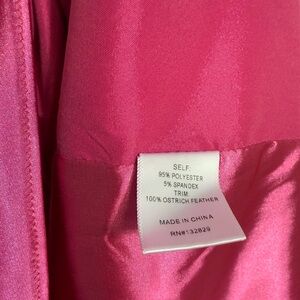 SELF:
95% POLYESTER
5% SPANDEX
TRIM:
100% OSTRICH FEATHER
MADE IN CHINA
RN#132829